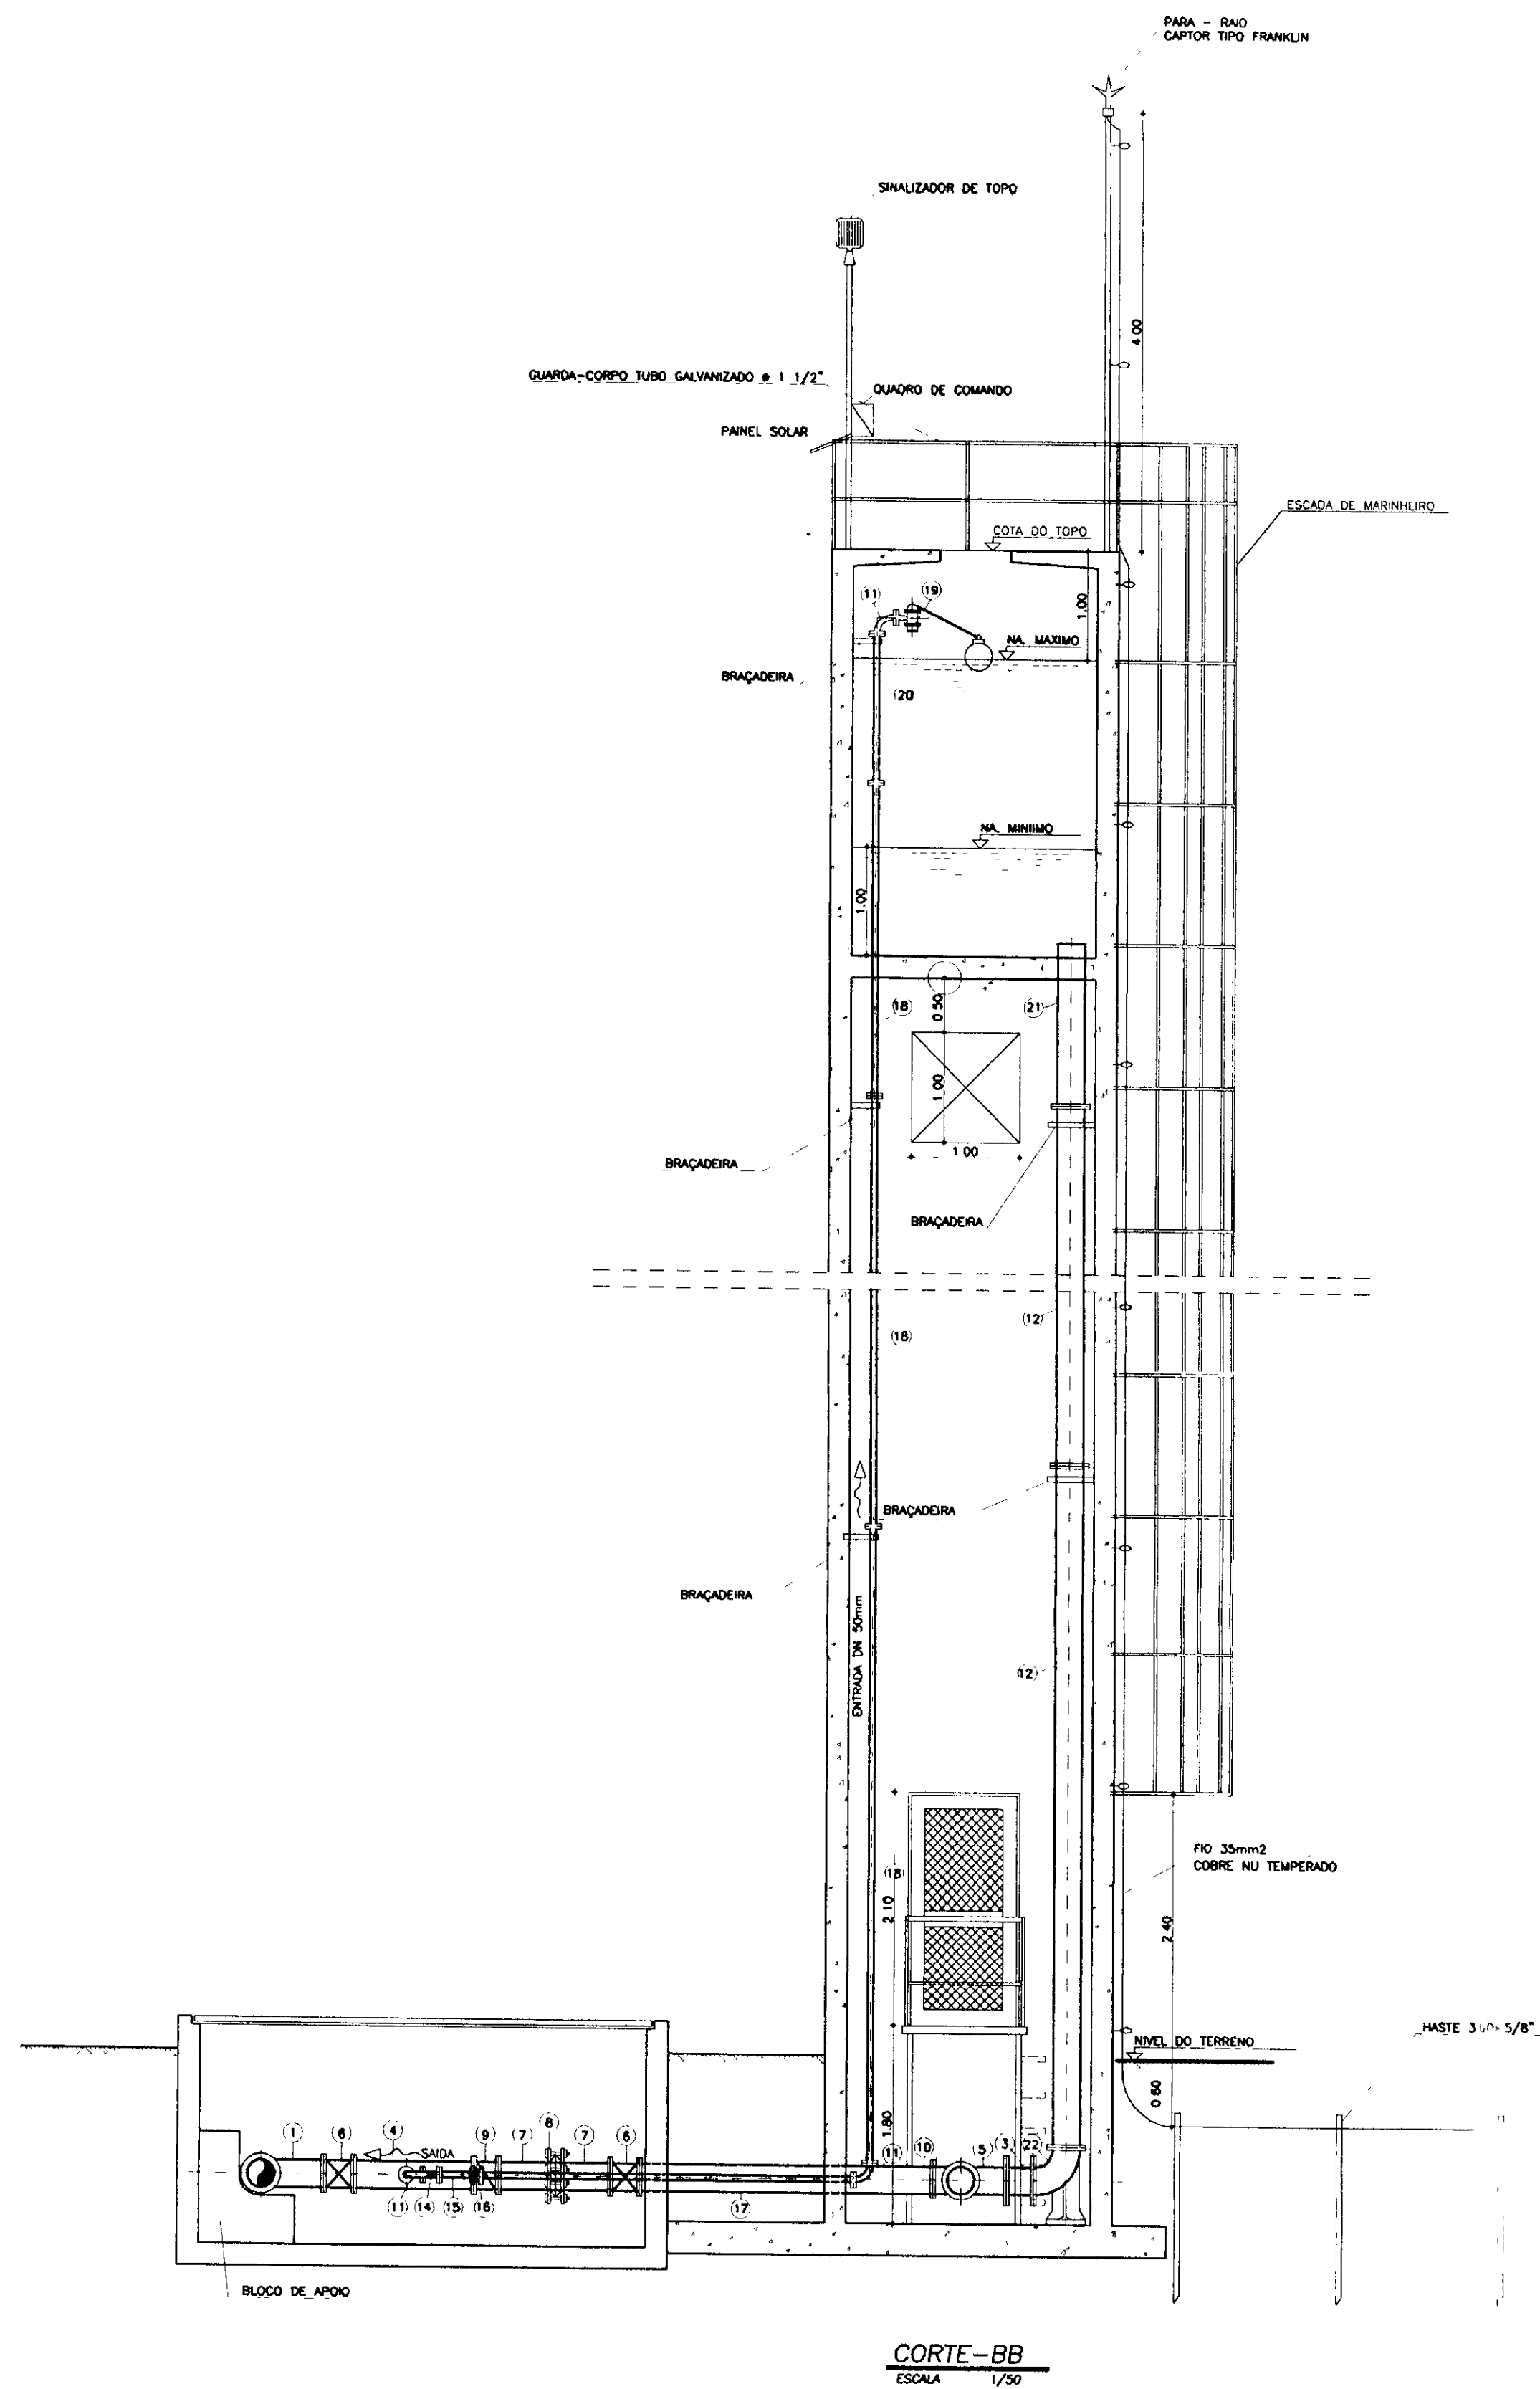 PARA - RAIO
CAPTOR TIPO FRANKLIN
SINALIZADOR DE TOPO
4.00
GUARDA-CORPO TUBO GALVANIZADO ø 1 1/2"
QUADRO DE COMANDO
PAINEL SOLAR
ESCADA DE MARINHEIRO
COTA DO TOPO
11
19
1.00
NA. MAXIMO
BRAÇADEIRA
20
NA. MINIIMO
1.00
18
0 50
21
1 00
1 00
BRAÇADEIRA
BRAÇADEIRA
12
18
BRAÇADEIRA
BRAÇADEIRA
ENTRADA DN 50mm
12
FIO 35mm2
COBRE NU TEMPERADO
18
2 10
2.40
HASTE 5/8"
NIVEL DO TERRENO
0 60
1.80
1
6
4
SAIDA
9
7
8
7
6
11
10
5
3
22
11
14
15
16
17
BLOCO DE APOIO
CORTE-BB
ESCALA 1/50